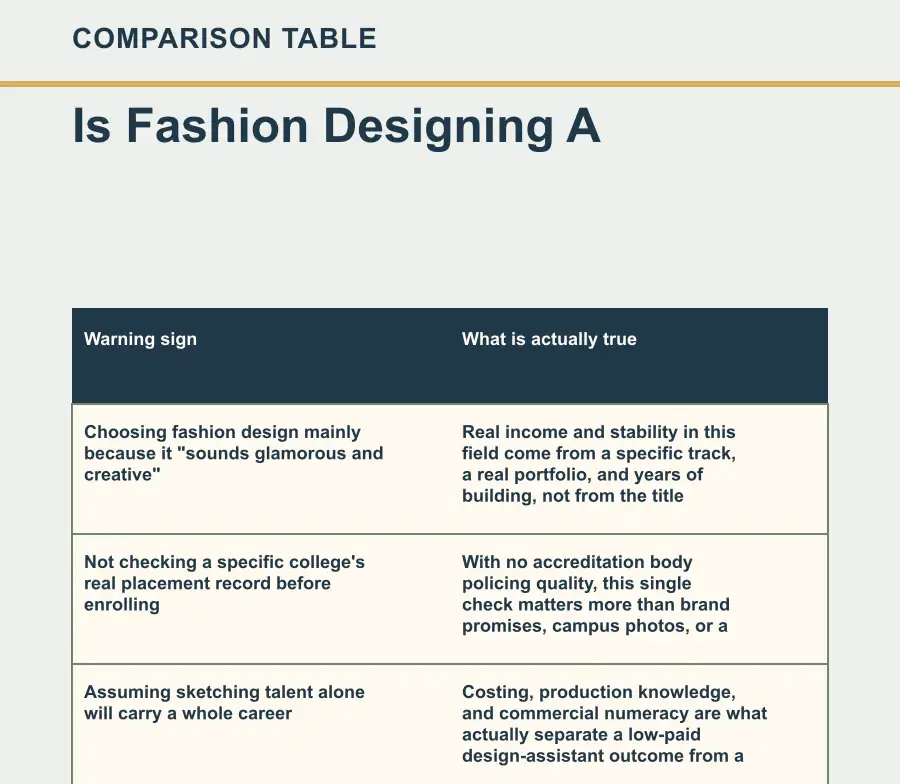 COMPARISON TABLE
Is Fashion Designing A
Warning sign
What is actually true
Choosing fashion design mainly
because it "sounds glamorous and
creative"
Real income and stability in this
field come from a specific track,
a real portfolio, and years of
building, not from the title
Not checking a specific college's
real placement record before
enrolling
With no accreditation body
policing quality, this single
check matters more than brand
promises, campus photos, or a
Assuming sketching talent alone
will carry a whole career
Costing, production knowledge,
and commercial numeracy are what
actually separate a low-paid
design-assistant outcome from a